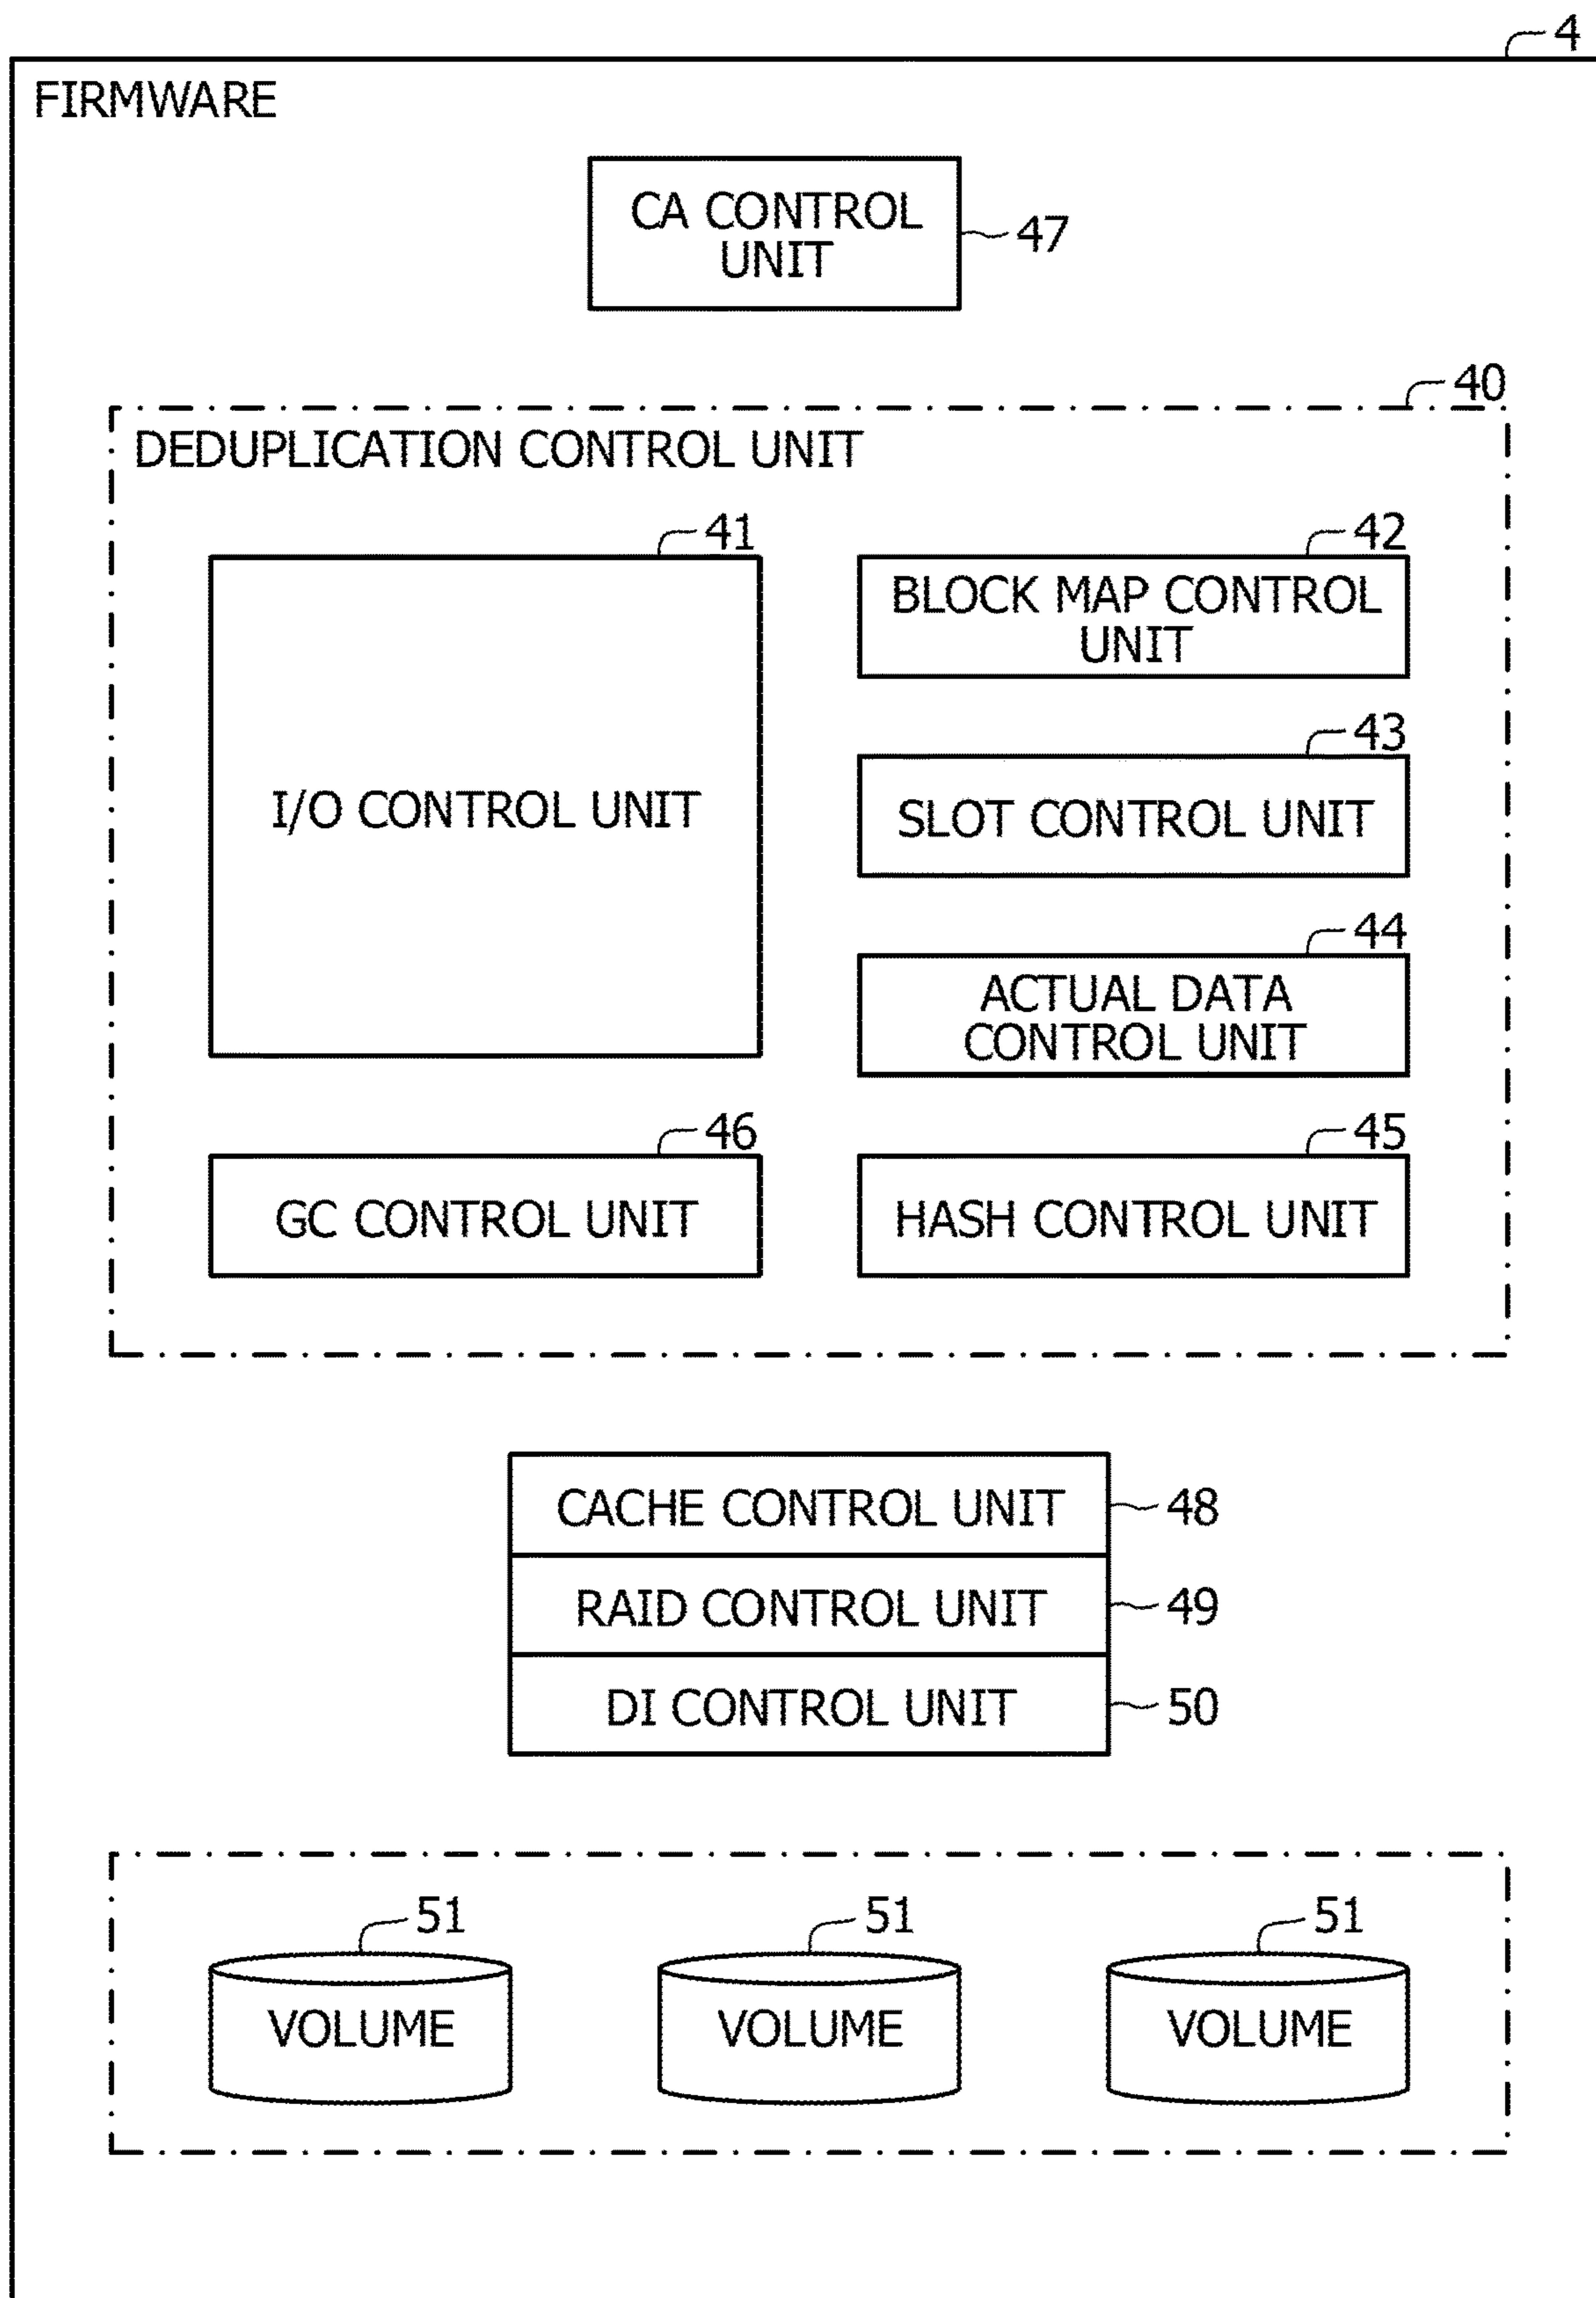 4
FIRMWARE
CA CONTROL
UNIT
47
40
DEDUPLICATION CONTROL UNIT
41
I/O CONTROL UNIT
42
BLOCK MAP CONTROL
UNIT
43
SLOT CONTROL UNIT
44
ACTUAL DATA
CONTROL UNIT
46
GC CONTROL UNIT
45
HASH CONTROL UNIT
CACHE CONTROL UNIT
48
RAID CONTROL UNIT
49
DI CONTROL UNIT
50
51
VOLUME
51
VOLUME
51
VOLUME